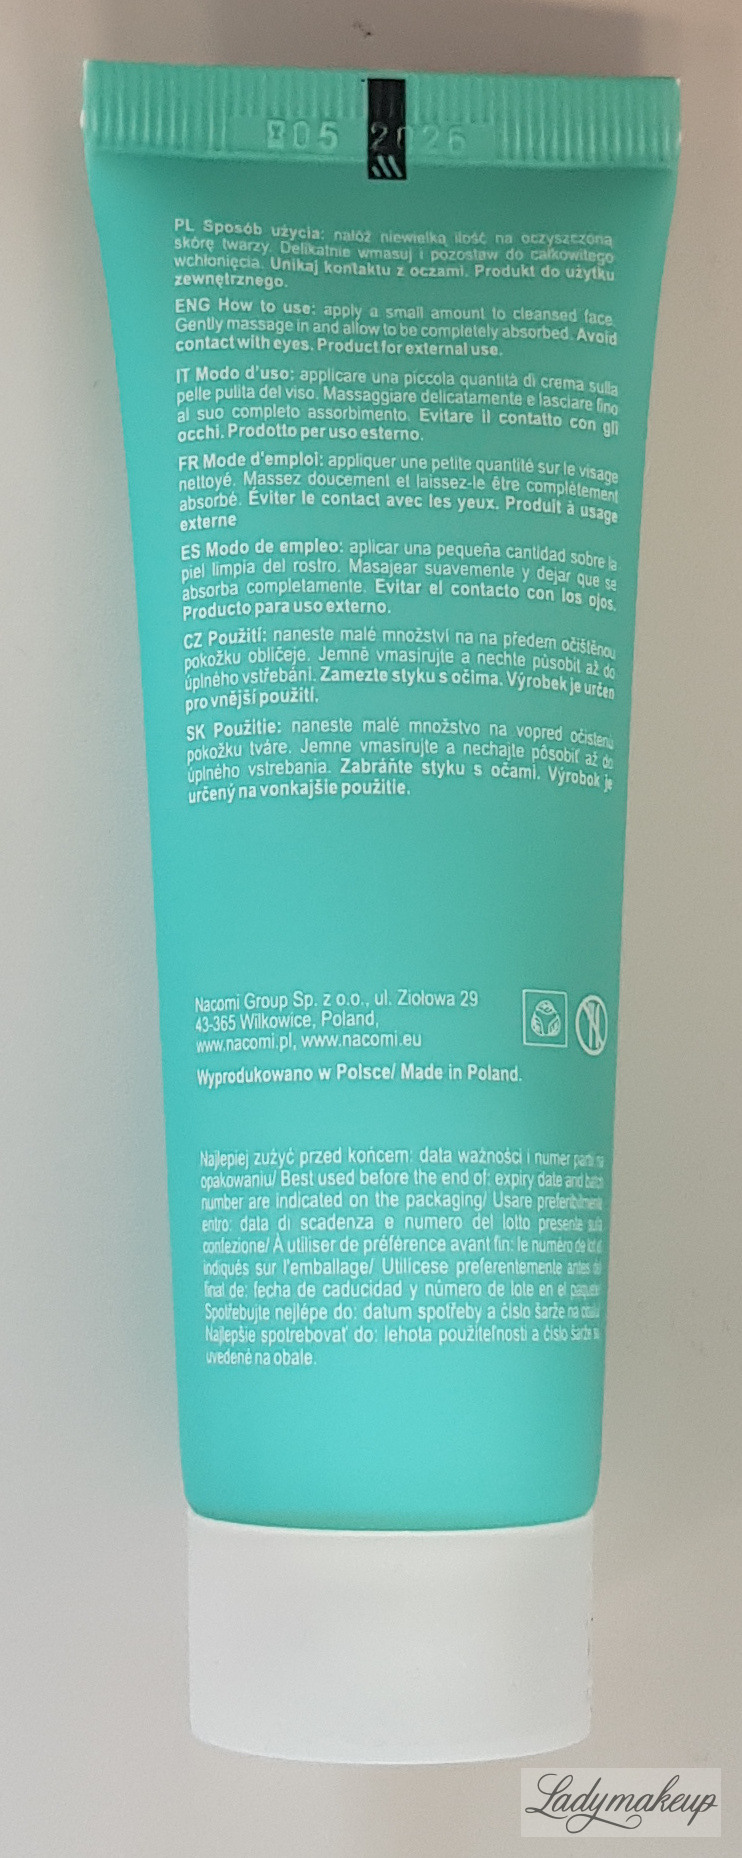 05 2026
PL Sposób użycia: nałóż niewielką ilość na oczyszczoną
skórę twarzy. Delikatnie wmasuj i pozostaw do całkowitego
wchłonięcia. Unikaj kontaktu z oczami. Produkt do użytku
zewnętrznego.
ENG How to use: apply a small amount to cleansed face.
Gently massage in and allow to be completely absorbed. Avoid
contact with eyes. Product for external use.
IT Modo d'uso: applicare una piccola quantità di crema sulla
pelle pulita del viso. Massaggiare delicatamente e lasciare fino
al suo completo assorbimento. Evitare il contatto con gli
occhi. Prodotto per uso esterno.
FR Mode d'emploi: appliquer une petite quantité sur le visage
nettoyé. Massez doucement et laissez-le être complètement
absorbé. Éviter le contact avec les yeux. Produit à usage
externe
ES Modo de empleo: aplicar una pequeña cantidad sobre la
piel limpia del rostro. Masajear suavemente y dejar que se
absorba completamente. Evitar el contacto con los ojos.
Producto para uso externo.
CZ Použití: naneste malé množství na na předem očištěnou
pokožku obličeje. Jemně vmasírujte a nechte působit až do
úplného vstřebání. Zamezte styku s očima. Výrobek je určen
pro vnější použití.
SK Použitie: naneste malé množstvo na vopred očistenú
pokožku tváre. Jemne vmasírujte a nechajte pôsobiť až do
úplného vstrebania. Zabráňte styku s očami. Výrobok je
určený na vonkajšie použitie.
Nacomi Group Sp. z o.o., ul. Ziołowa 29
43-365 Wilkowice, Poland,
www.nacomi.pl, www.nacomi.eu
Wyprodukowano w Polsce/ Made in Poland.
Najlepiej zużyć przed końcem: data ważności i numer partii na
opakowaniu/ Best used before the end of: expiry date and batch
number are indicated on the packaging/ Usare preferibilmente
entro: data di scadenza e numero del lotto presente sulla
confezione/ À utiliser de préférence avant fin: le numéro de lot et
indiqués sur l'emballage/ Utilícese preferentemente antes del
final de: fecha de caducidad y número de lote en el paquete/
Spotřebujte nejlépe do: datum spotřeby a číslo šarže na obalu/
Najlepšie spotrebovať do: lehota použiteľnosti a číslo šarže sú
uvedené na obale.
Ladymakeup